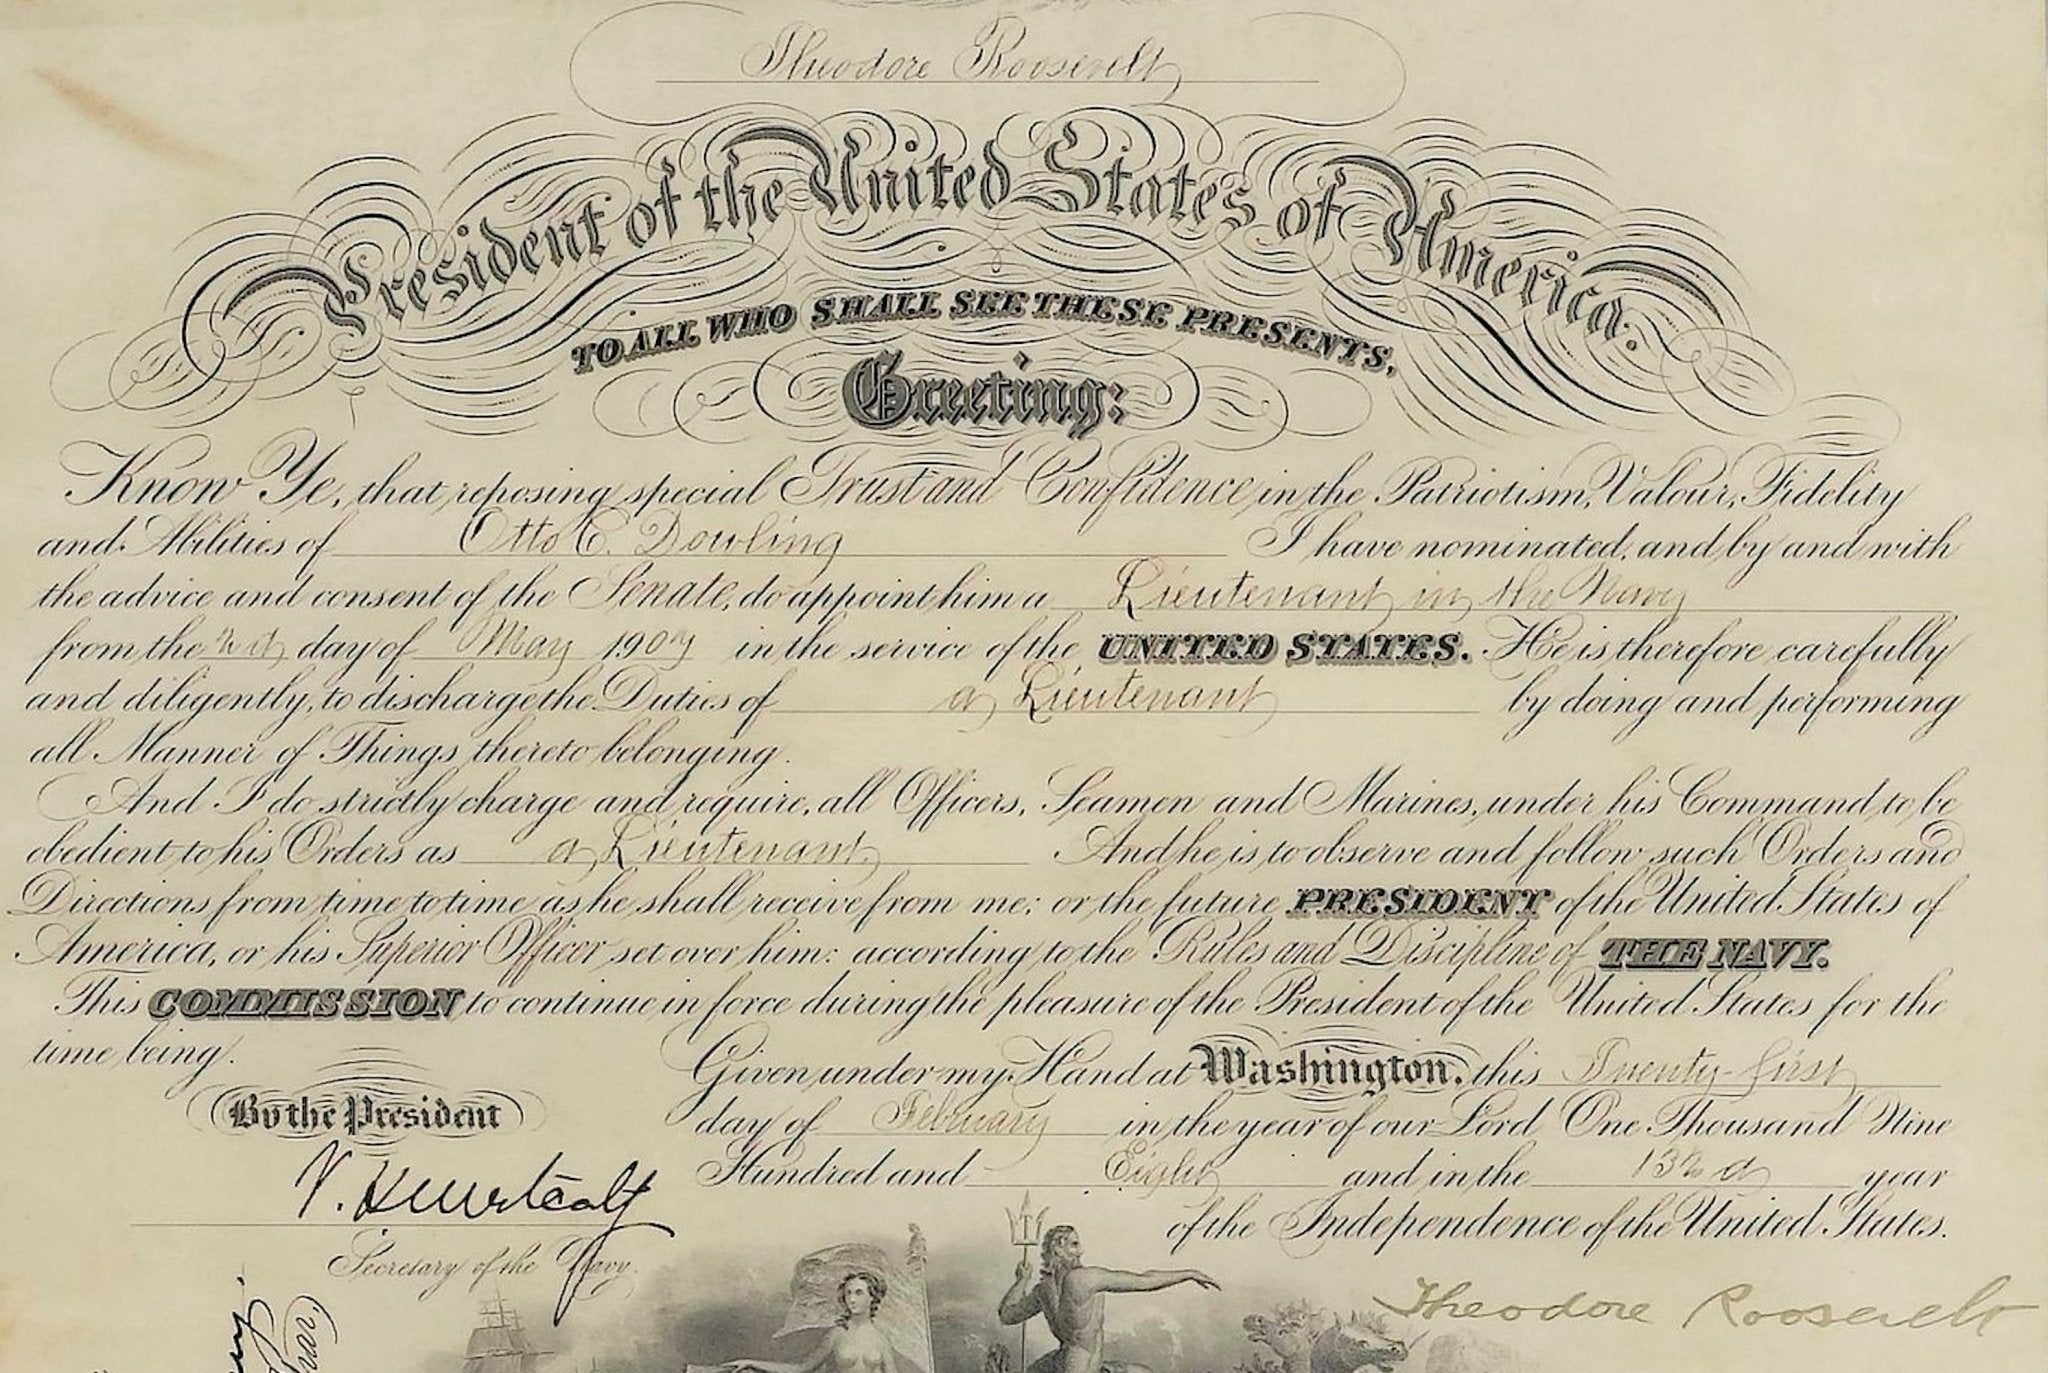 Theodore Roosevelt
President of the United States of America.
TO ALL WHO SHALL SEE THESE PRESENTS,
Greeting:
Know Ye, that reposing special Trust and Confidence in the Patriotism, Valour, Fidelity
and Abilities of Otto C. Dowling I have nominated, and by and with
the advice and consent of the Senate, do appoint him a Lieutenant in the Navy
from the 2d day of May 1907 in the service of the UNITED STATES. He is therefore carefully
and diligently, to discharge the Duties of a Lieutenant by doing and performing
all Manner of Things thereto belonging.
And I do strictly charge and require, all Officers, Seamen and Marines, under his Command to be
obedient to his Orders as a Lieutenant. And he is to observe and follow such Orders and
Directions from time to time as he shall receive from me; or the future PRESIDENT of the United States of
America, or his Superior Officer set over him: according to the Rules and Discipline of THE NAVY.
This COMMISSION to continue in force during the pleasure of the President of the United States for the
time being.
Given under my Hand at Washington, this Twenty-first
day of February in the year of our Lord One Thousand Nine
Hundred and Eight and in the 132d year
of the Independence of the United States.
By the President
V. H. Metcalf
Secretary of the Navy.
Theodore Roosevelt